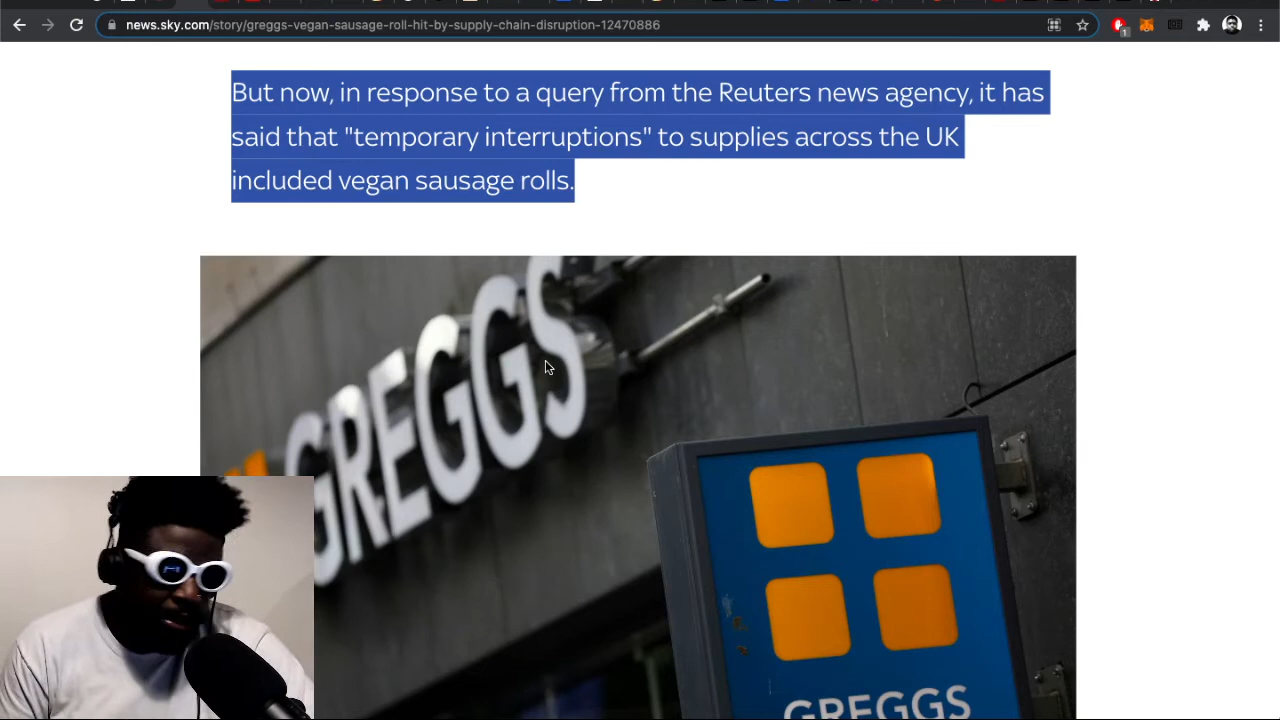 news.sky.com/story/greggs-vegan-sausage-roll-hit-by-supply-chain-disruption-12470886
1
But now, in response to a query from the Reuters news agency, it has
said that "temporary interruptions" to supplies across the UK
included vegan sausage rolls.
GREGGS
GREGGS